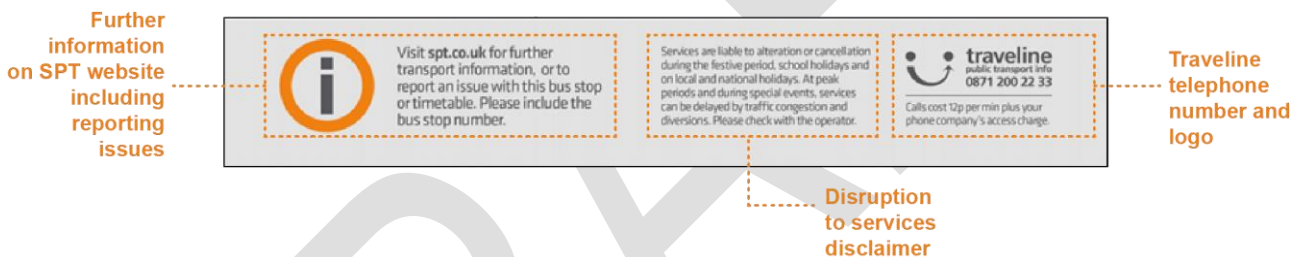 Further
information
on SPT website
including
reporting
issues
Visit spt.co.uk for further
transport information, or to
report an issue with this bus stop
or timetable. Please include the
bus stop number.
Services are liable to alteration or cancellation
during the festive period, school holidays and
on local and national holidays. At peak
periods and during special events, services
can be delayed by traffic congestion and
diversions. Please check with the operator.
traveline
public transport info
0871 200 22 33
Calls cost 12p per min plus your
phone company's access charge.
Traveline
telephone
number and
logo
Disruption
to services
disclaimer